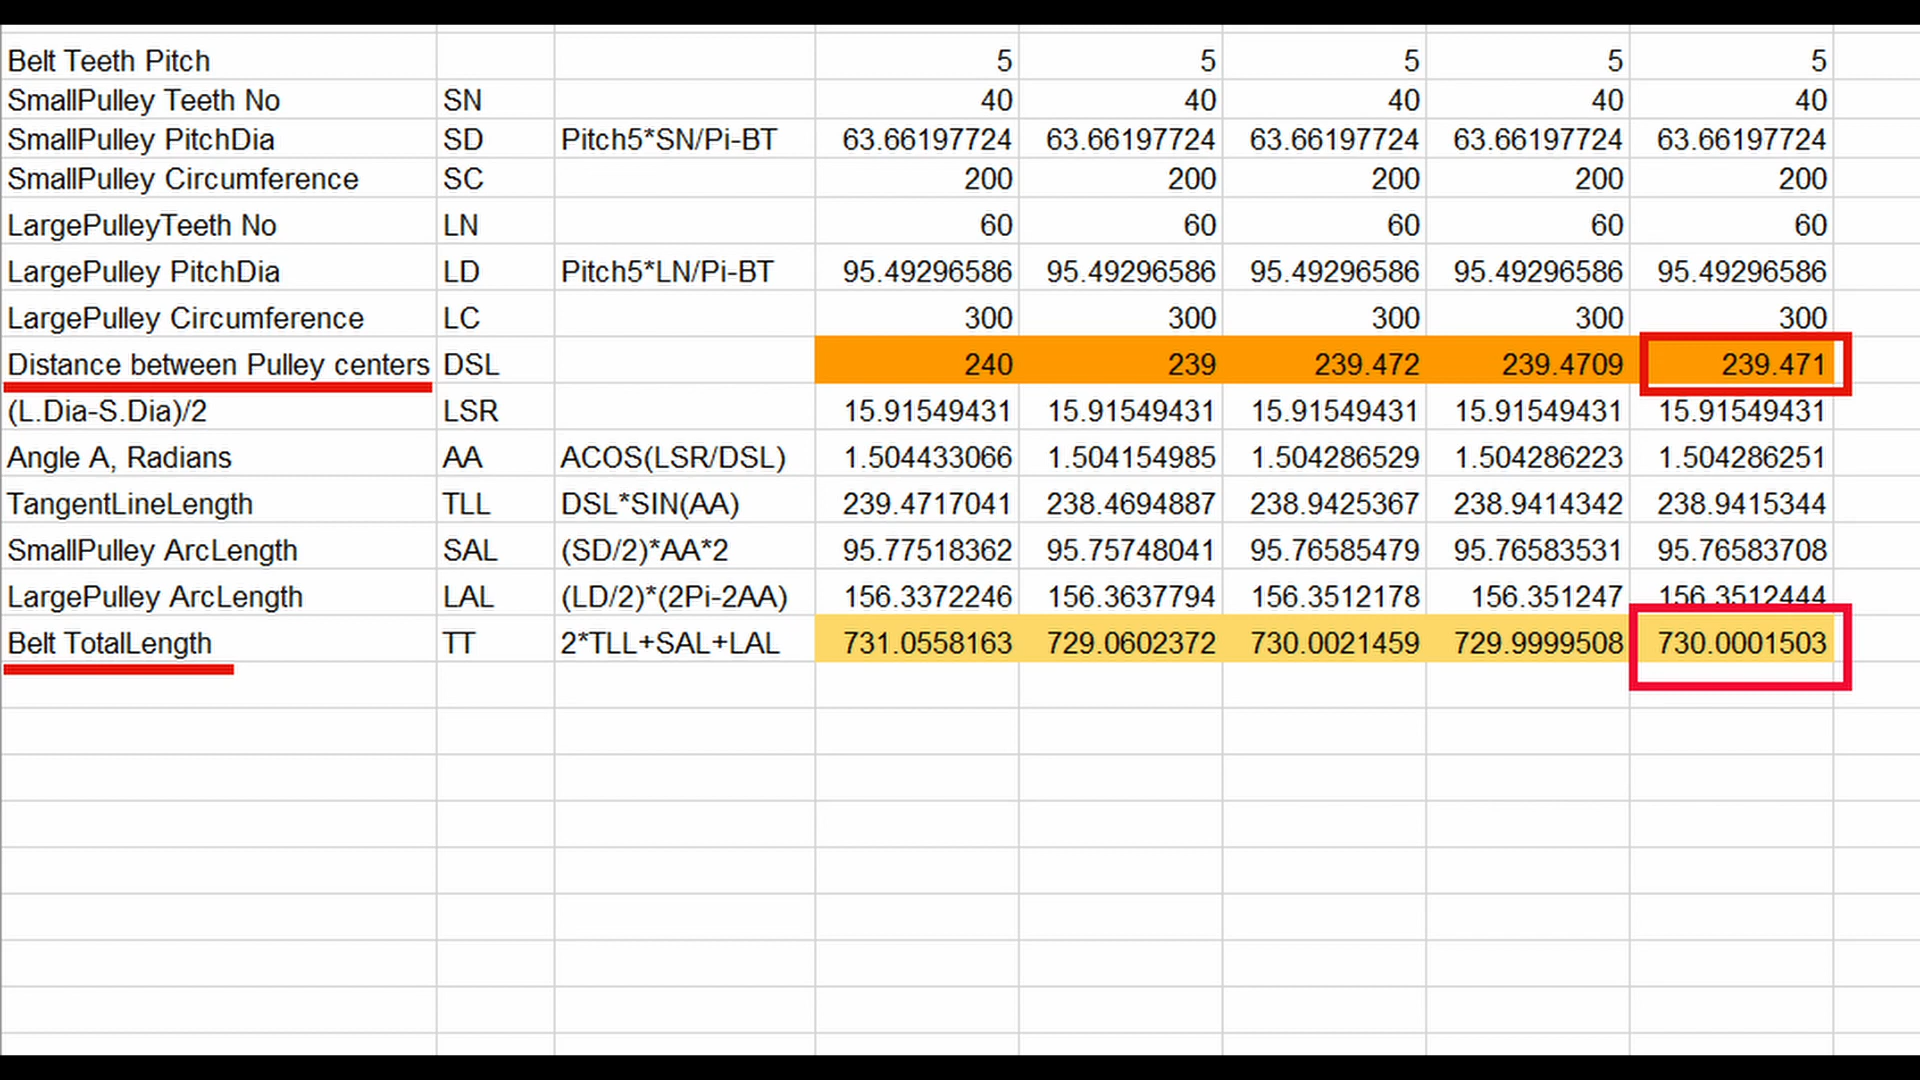 Belt Teeth Pitch 5 5 5 5 5
SmallPulley Teeth No SN 40 40 40 40 40
SmallPulley PitchDia SD Pitch5*SN/Pi-BT 63.66197724 63.66197724 63.66197724 63.66197724 63.66197724
SmallPulley Circumference SC 200 200 200 200 200
LargePulleyTeeth No LN 60 60 60 60 60
LargePulley PitchDia LD Pitch5*LN/Pi-BT 95.49296586 95.49296586 95.49296586 95.49296586 95.49296586
LargePulley Circumference LC 300 300 300 300 300
Distance between Pulley centers DSL 240 239 239.472 239.4709 239.471
(L.Dia-S.Dia)/2 LSR 15.91549431 15.91549431 15.91549431 15.91549431 15.91549431
Angle A, Radians AA ACOS(LSR/DSL) 1.504433066 1.504154985 1.504286529 1.504286223 1.504286251
TangentLineLength TLL DSL*SIN(AA) 239.4717041 238.4694887 238.9425367 238.9414342 238.9415344
SmallPulley ArcLength SAL (SD/2)*AA*2 95.77518362 95.75748041 95.76585479 95.76583531 95.76583708
LargePulley ArcLength LAL (LD/2)*(2Pi-2AA) 156.3372246 156.3637794 156.3512178 156.351247 156.3512444
Belt TotalLength TT 2*TLL+SAL+LAL 731.0558163 729.0602372 730.0021459 729.9999508 730.0001503